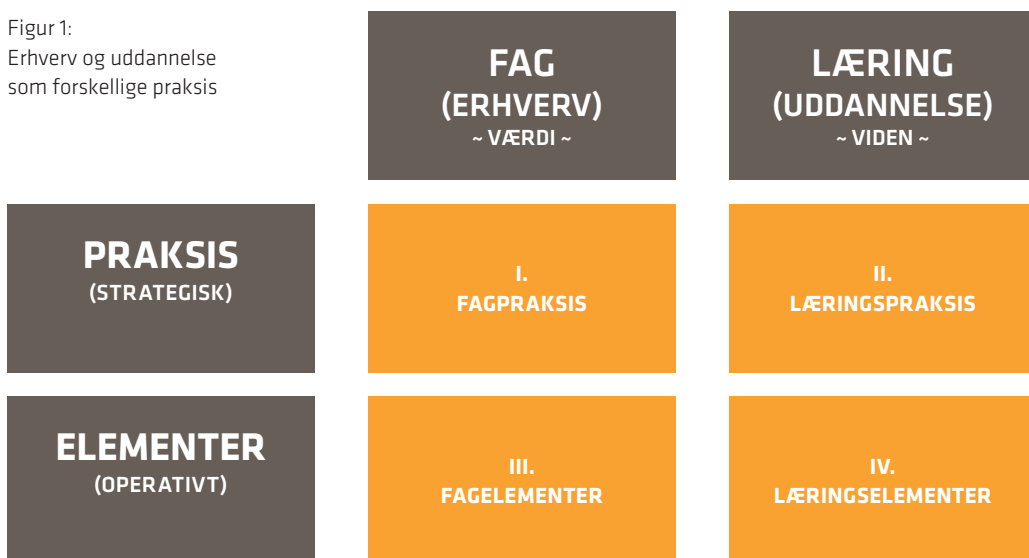 Figur 1:
Erhverv og uddannelse
som forskellige praksis
FAG
(ERHVERV)
~ VÆRDI ~
LÆRING
(UDDANNELSE)
~ VIDEN ~
PRAKSIS
(STRATEGISK)
I.
FAGPRAKSIS
II.
LÆRINGSPRAKSIS
ELEMENTER
(OPERATIVT)
III.
FAGELEMENTER
IV.
LÆRINGSELEMENTER